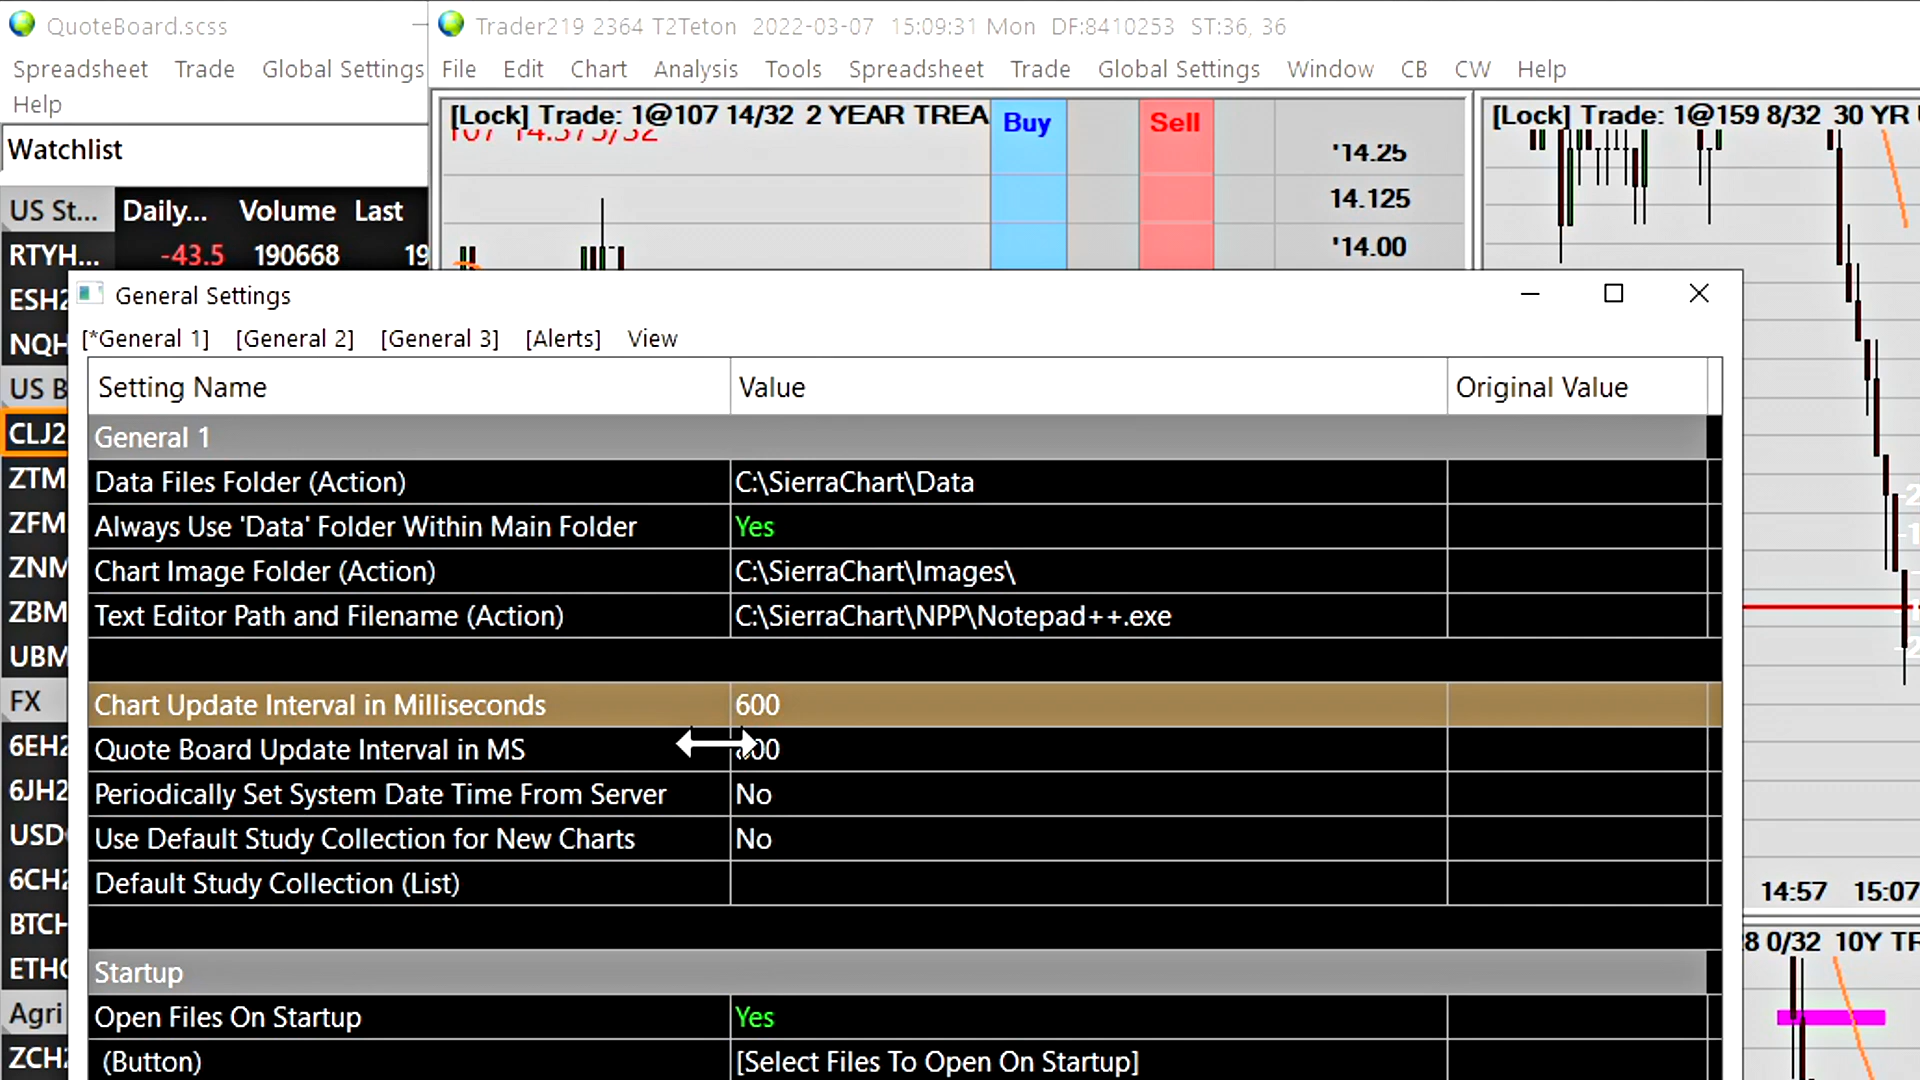 QuoteBoard.scss
Spreadsheet Trade Global Settings
Help
Watchlist
US St... Daily... Volume Last
RTYH... -43.5 190668 19
ESH2
NQH
US B
CLJ2
ZTM
ZFM
ZNM
ZBM
UBM
FX
6EH2
6JH2
USD
6CH2
BTCH
ETH
Agri
ZCH2
Trader219 2364 T2Teton 2022-03-07 15:09:31 Mon DF:8410253 ST:36, 36
File Edit Chart Analysis Tools Spreadsheet Trade Global Settings Window CB CW Help
[Lock] Trade: 1@107 14/32 2 YEAR TREA
107 14.375/32
Buy Sell
'14.25
14.125
'14.00
[Lock] Trade: 1@159 8/32 30 YR
14:57 15:07
8 0/32 10Y TR
General Settings
[*General 1] [General 2] [General 3] [Alerts] View
Setting Name Value Original Value
General 1
Data Files Folder (Action) C:\SierraChart\Data
Always Use 'Data' Folder Within Main Folder Yes
Chart Image Folder (Action) C:\SierraChart\Images\
Text Editor Path and Filename (Action) C:\SierraChart\NPP\Notepad++.exe
Chart Update Interval in Milliseconds 600
Quote Board Update Interval in MS
Periodically Set System Date Time From Server No
Use Default Study Collection for New Charts No
Default Study Collection (List)
Startup
Open Files On Startup Yes
(Button) [Select Files To Open On Startup]